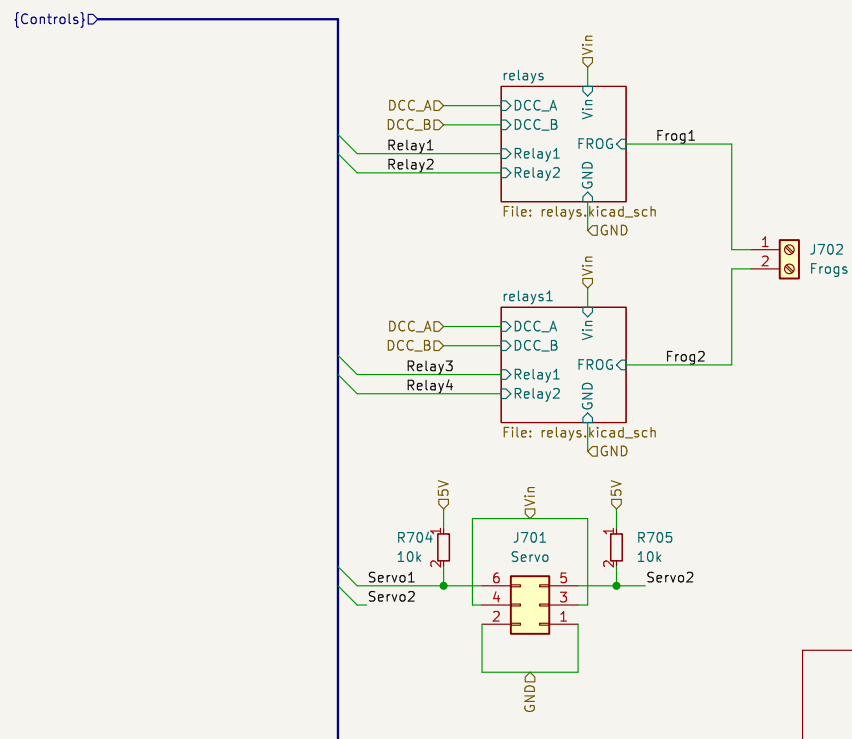 {Controls}
Vin
relays
DCC_A DCC_A Vin
DCC_B DCC_B
FROG Frog1
Relay1 Relay1
Relay2 Relay2 GND
File: relays.kicad_sch
GND
1 J702
2 Frogs
Vin
relays1
DCC_A DCC_A Vin
DCC_B DCC_B
FROG Frog2
Relay3 Relay1
Relay4 Relay2 GND
File: relays.kicad_sch
GND
5V Vin 5V
R704 1 J701 1 R705
10k 2 Servo 2 10k
Servo1 6 5 Servo2
Servo2 4 3
2 1
GND